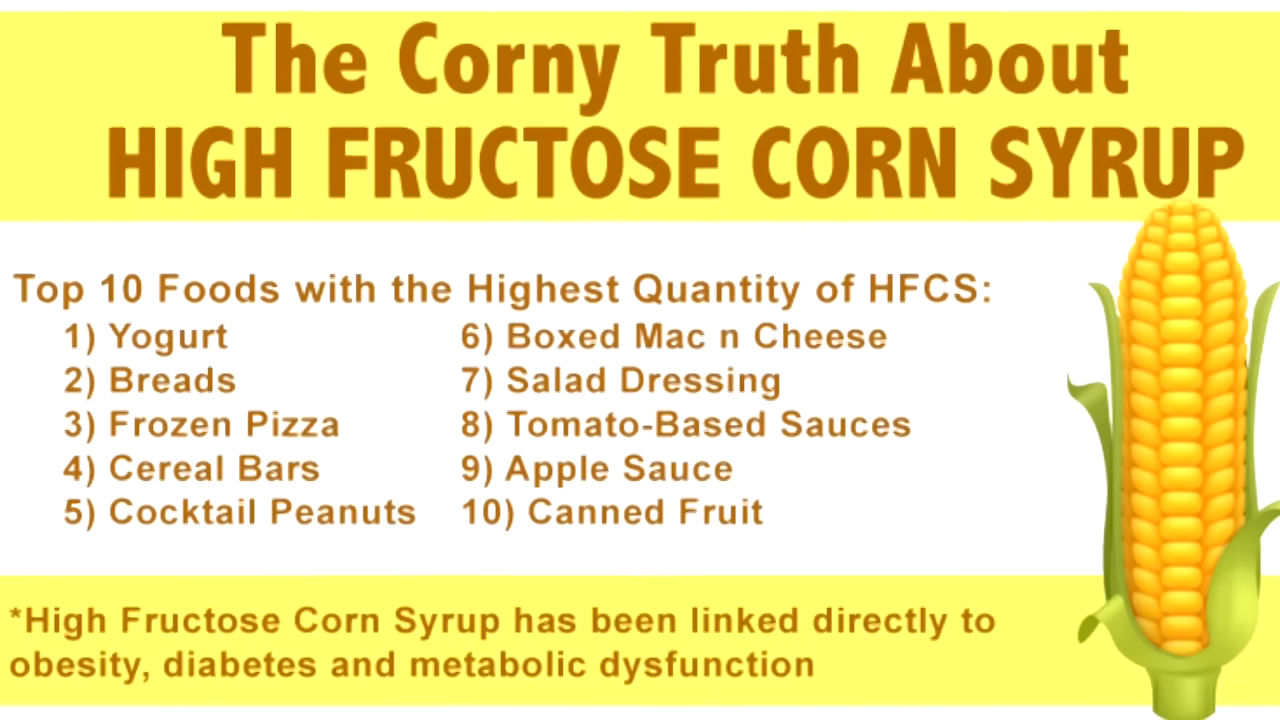 The Corny Truth About
HIGH FRUCTOSE CORN SYRUP
Top 10 Foods with the Highest Quantity of HFCS:
1) Yogurt
2) Breads
3) Frozen Pizza
4) Cereal Bars
5) Cocktail Peanuts
6) Boxed Mac n Cheese
7) Salad Dressing
8) Tomato-Based Sauces
9) Apple Sauce
10) Canned Fruit
*High Fructose Corn Syrup has been linked directly to
obesity, diabetes and metabolic dysfunction